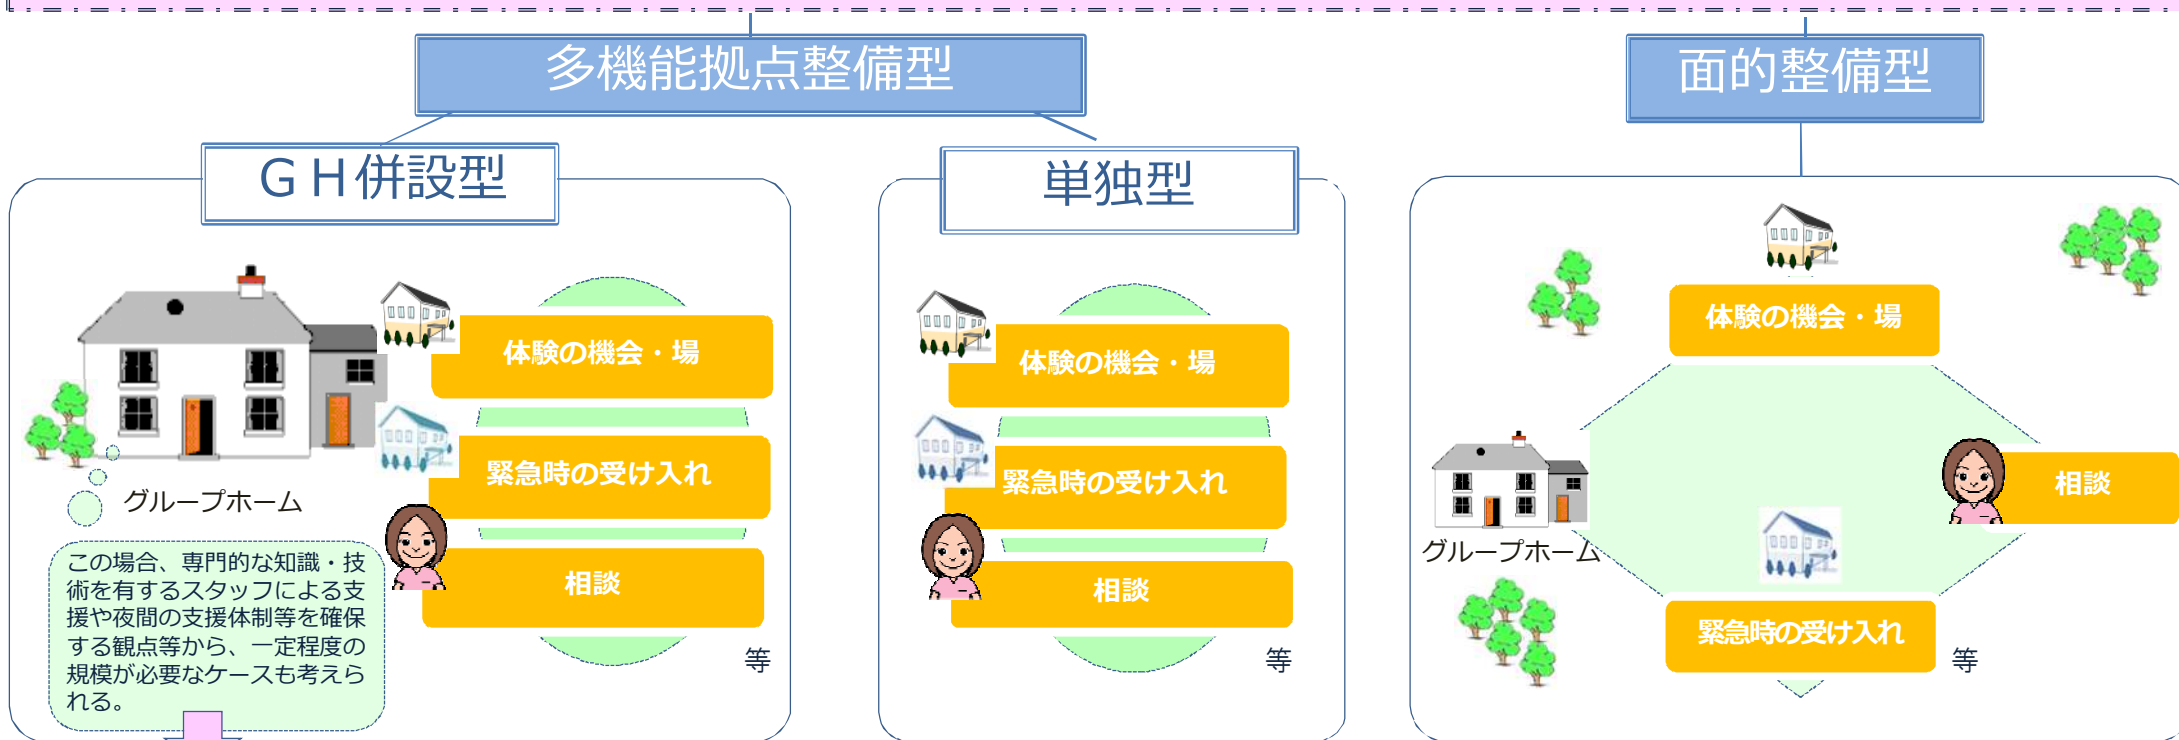 多機能拠点整備型
面的整備型
ＧＨ併設型
単独型
体験の機会・場
緊急時の受け入れ
相談
等
グループホーム
この場合、専門的な知識・技
術を有するスタッフによる支
援や夜間の支援体制等を確保
する観点等から、一定程度の
規模が必要なケースも考えら
れる。
体験の機会・場
緊急時の受け入れ
相談
等
体験の機会・場
相談
グループホーム
緊急時の受け入れ
等